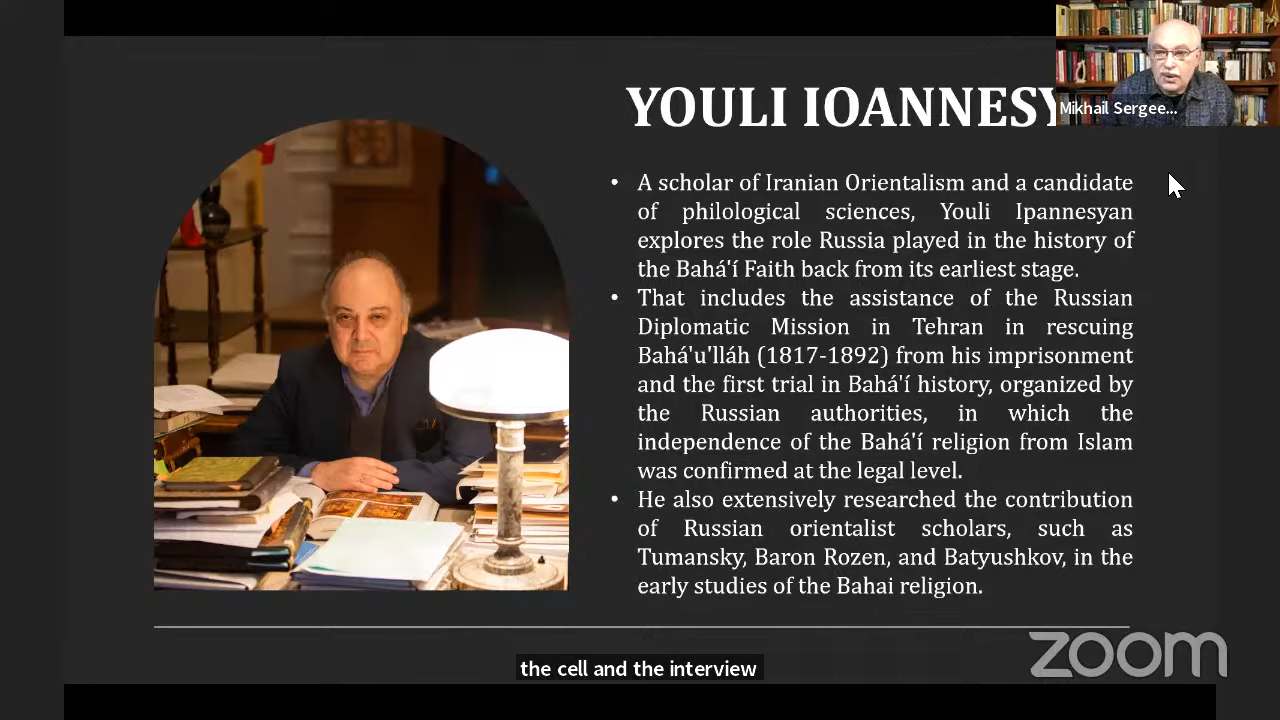 YOULI IOANNESY
Mikhail Sergee...
A scholar of Iranian Orientalism and a candidate
of philological sciences, Youli Ipannesyan
explores the role Russia played in the history of
the Bahá'í Faith back from its earliest stage.
That includes the assistance of the Russian
Diplomatic Mission in Tehran in rescuing
Bahá'u'lláh (1817-1892) from his imprisonment
and the first trial in Bahá'í history, organized by
the Russian authorities, in which the
independence of the Bahá'í religion from Islam
was confirmed at the legal level.
He also extensively researched the contribution
of Russian orientalist scholars, such as
Tumansky, Baron Rozen, and Batyushkov, in the
early studies of the Bahai religion.
zoom
the cell and the interview